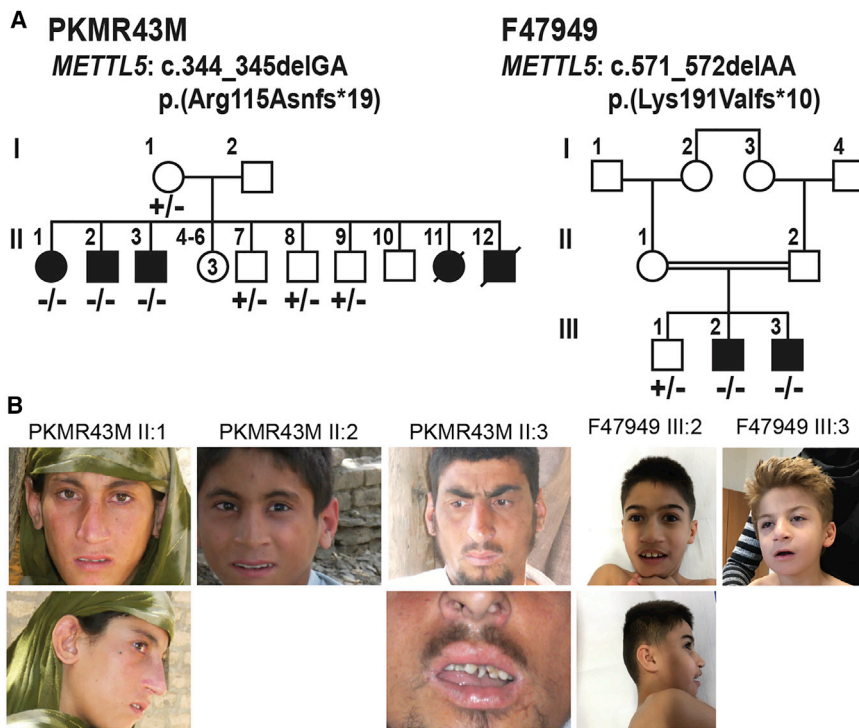 A
PKMR43M
METTL5: c.344_345delGA
p.(Arg115Asnfs*19)
I
1 2
+/-
II
1 2 3 4-6 7 8 9 10 11 12
3
-/- -/- -/- +/- +/- +/-
F47949
METTL5: c.571_572delAA
p.(Lys191Valfs*10)
I
1 2 3 4
II
1 2
III
1 2 3
+/- -/- -/-
B
PKMR43M II:1 PKMR43M II:2 PKMR43M II:3 F47949 III:2 F47949 III:3